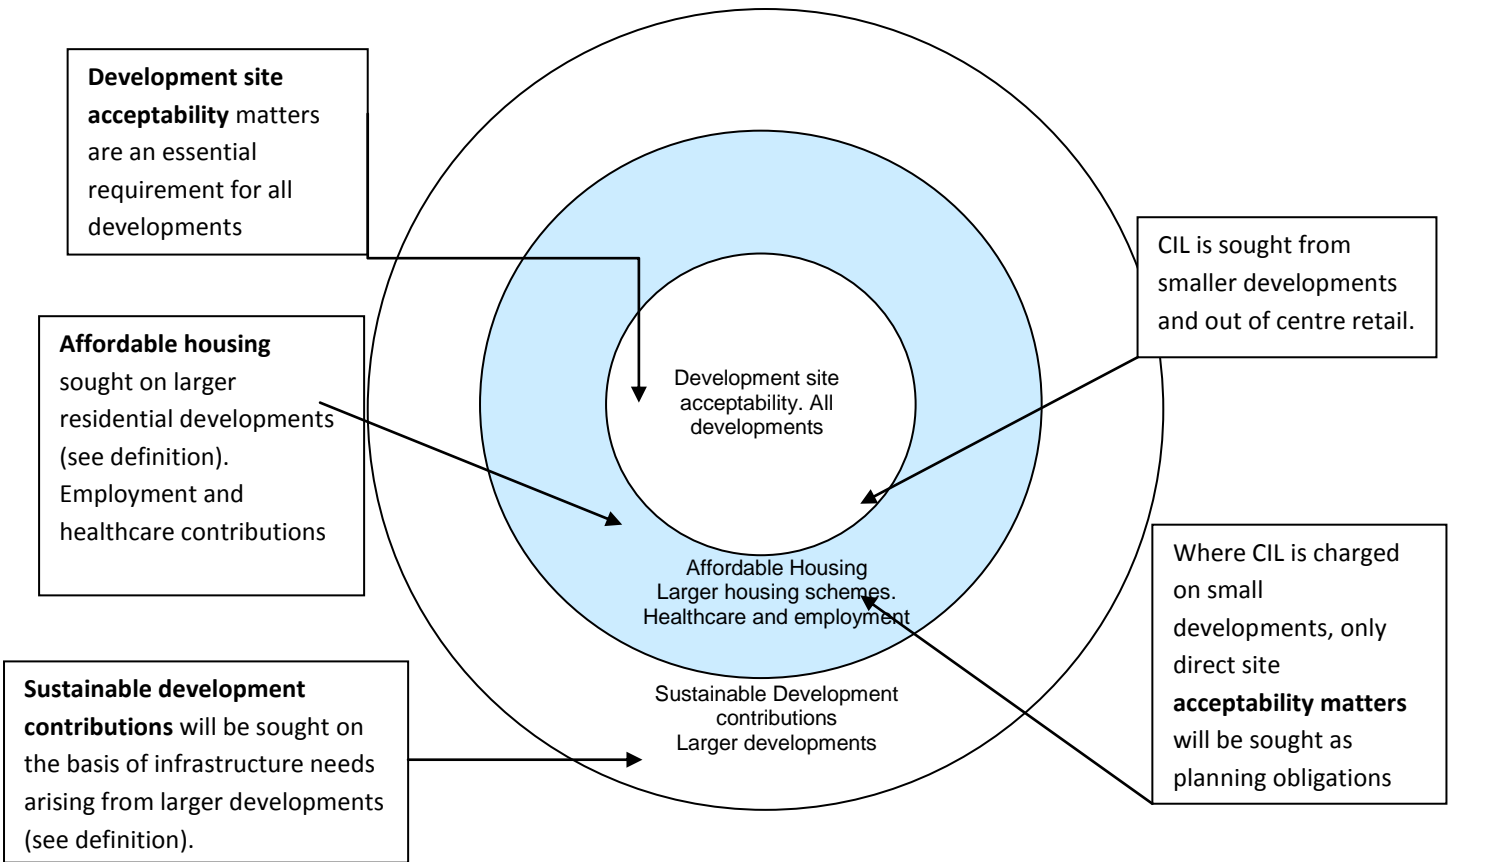 Development site
acceptability matters
are an essential
requirement for all
developments
Affordable housing
sought on larger
residential developments
(see definition).
Employment and
healthcare contributions
Sustainable development
contributions will be sought on
the basis of infrastructure needs
arising from larger developments
(see definition).
Development site
acceptability. All
developments
Affordable Housing
Larger housing schemes.
Healthcare and employment
Sustainable Development
contributions
Larger developments
CIL is sought from
smaller developments
and out of centre retail.
Where CIL is charged
on small
developments, only
direct site
acceptability matters
will be sought as
planning obligations